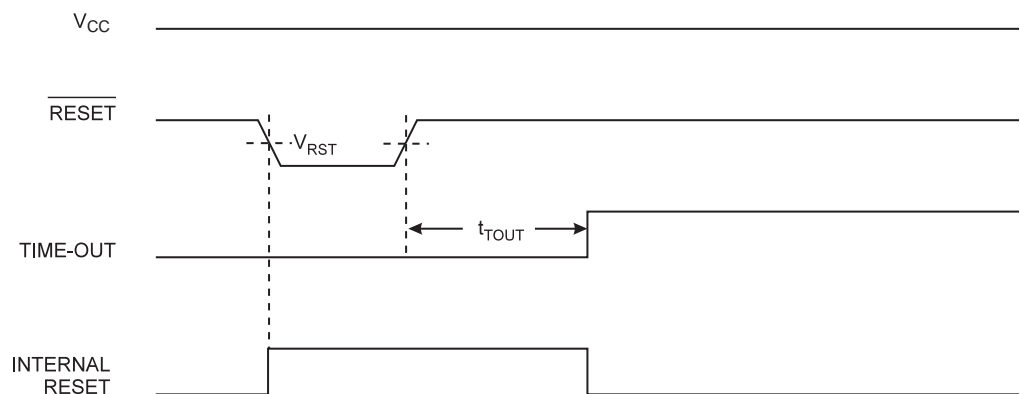 VCC
RESET
VRST
tTOUT
TIME-OUT
INTERNAL
RESET